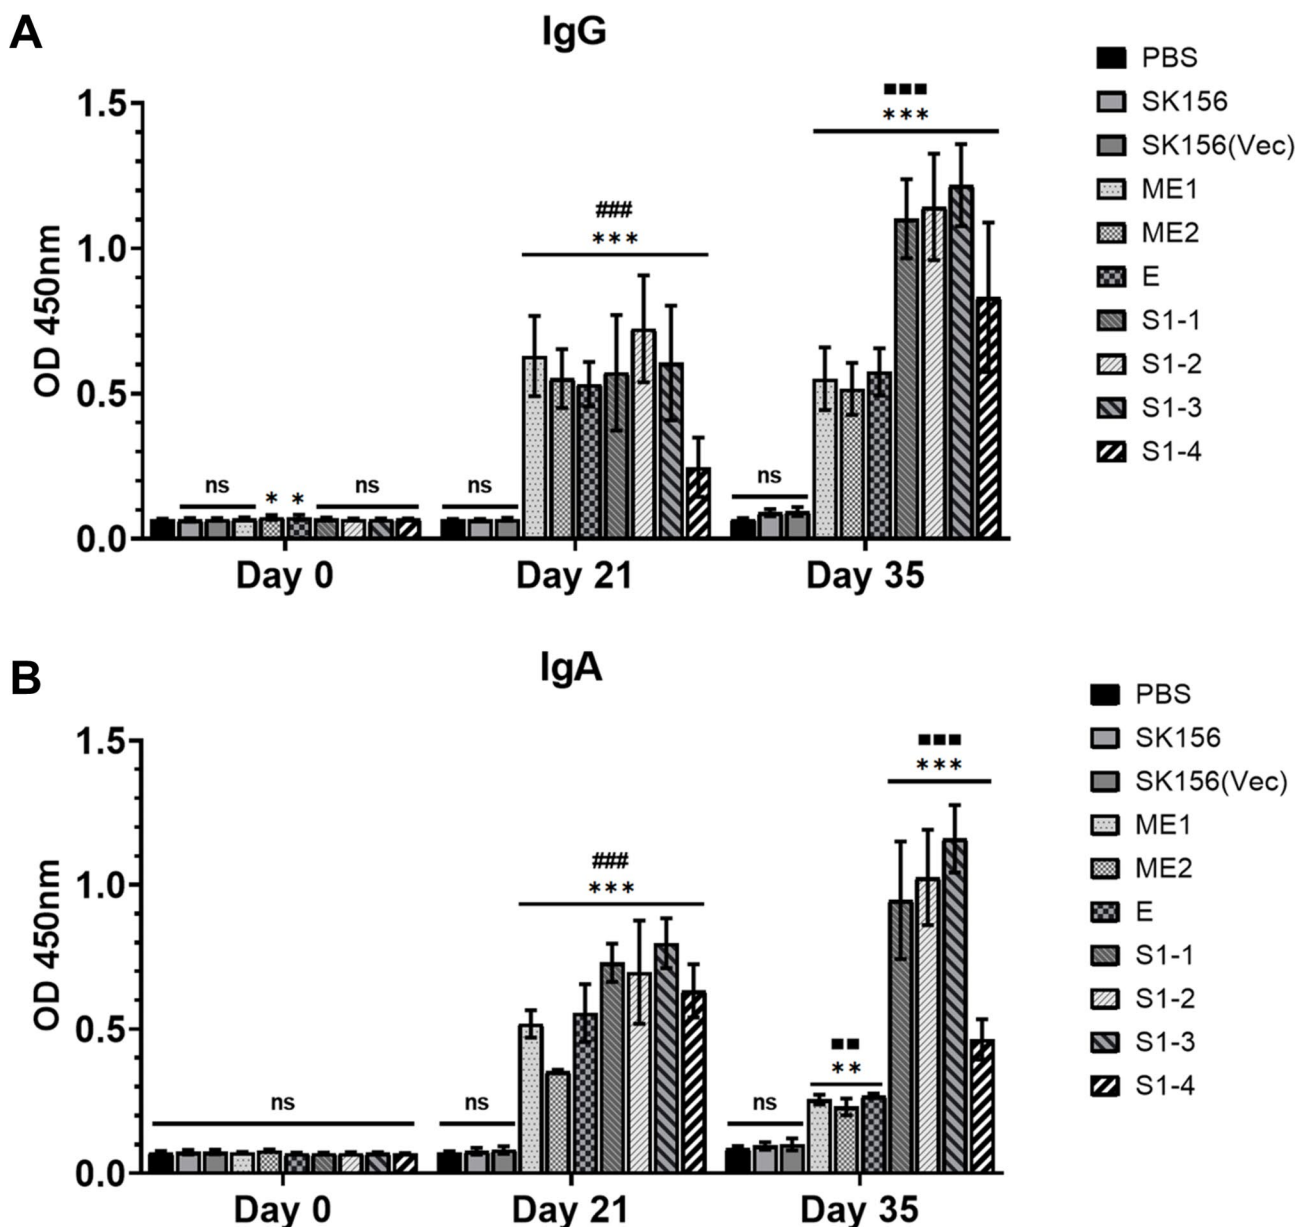 A
IgG
OD 450nm
1.5
1.0
0.5
0.0
ns
* *
ns
ns
###
***
ns
■■■
***
Day 0
Day 21
Day 35
PBS
SK156
SK156(Vec)
ME1
ME2
E
S1-1
S1-2
S1-3
S1-4
B
IgA
OD 450nm
1.5
1.0
0.5
0.0
ns
ns
###
***
ns
■■
**
■■■
***
Day 0
Day 21
Day 35
PBS
SK156
SK156(Vec)
ME1
ME2
E
S1-1
S1-2
S1-3
S1-4